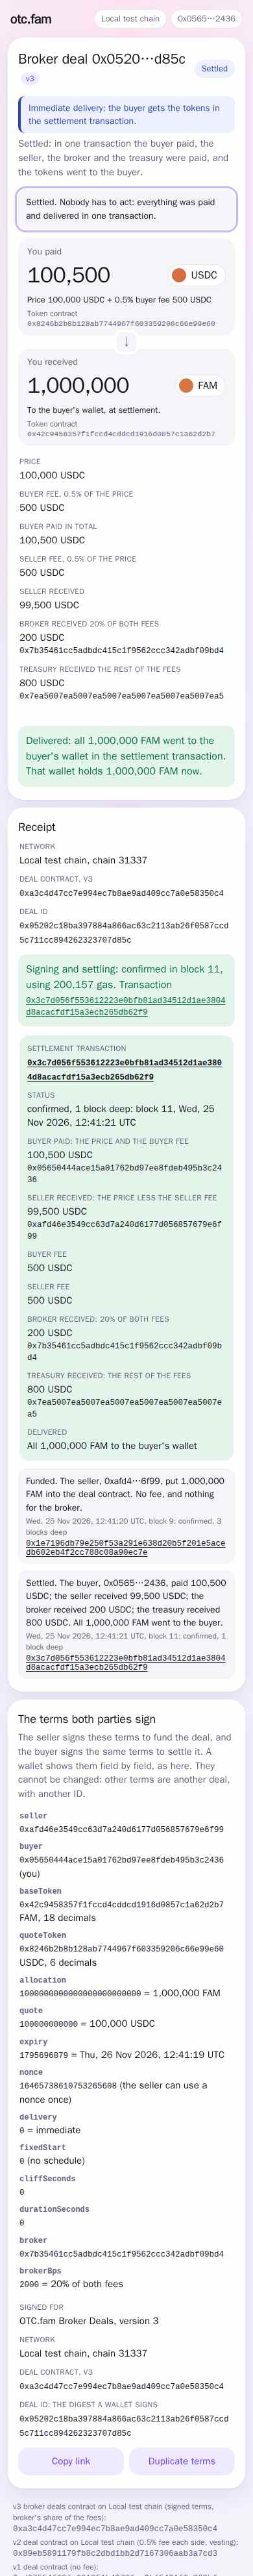 otc.fam
Local test chain
0x0565···2436
Broker deal 0x0520···d85c
Settled
v3
Immediate delivery: the buyer gets the tokens in
the settlement transaction.
Settled: in one transaction the buyer paid, the
seller, the broker and the treasury were paid, and
the tokens went to the buyer.
Settled. Nobody has to act: everything was paid
and delivered in one transaction.
You paid
100,500
USDC
Price 100,000 USDC + 0.5% buyer fee 500 USDC
Token contract
0x8246b2b8b128ab7744967f603359206c66e99e60
↓
You received
1,000,000
FAM
To the buyer's wallet, at settlement.
Token contract
0x42c9458357f1fccd4cddcd1916d0857c1a62d2b7
PRICE
100,000 USDC
BUYER FEE, 0.5% OF THE PRICE
500 USDC
BUYER PAID IN TOTAL
100,500 USDC
SELLER FEE, 0.5% OF THE PRICE
500 USDC
SELLER RECEIVED
99,500 USDC
BROKER RECEIVED 20% OF BOTH FEES
200 USDC
0x7b35461cc5adbdc415c1f9562ccc342adbf09bd4
TREASURY RECEIVED THE REST OF THE FEES
800 USDC
0x7ea5007ea5007ea5007ea5007ea5007ea5007ea5
Delivered: all 1,000,000 FAM went to the
buyer's wallet in the settlement transaction.
That wallet holds 1,000,000 FAM now.
Receipt
NETWORK
Local test chain, chain 31337
DEAL CONTRACT, V3
0xa3c4d47cc7e994ec7b8ae9ad409cc7a0e58350c4
DEAL ID
0x05202c18ba397884a866ac63c2113ab26f0587ccd
5c711cc894262323707d85c
Signing and settling: confirmed in block 11,
using 200,157 gas. Transaction
0x3c7d056f553612223e0bfb81ad34512d1ae3804
d8acacfdf15a3ecb265db62f9
SETTLEMENT TRANSACTION
0x3c7d056f553612223e0bfb81ad34512d1ae380
4d8acacfdf15a3ecb265db62f9
STATUS
confirmed, 1 block deep: block 11, Wed, 25
Nov 2026, 12:41:21 UTC
BUYER PAID: THE PRICE AND THE BUYER FEE
100,500 USDC
0x05650444ace15a01762bd97ee8fdeb495b3c24
36
SELLER RECEIVED: THE PRICE LESS THE SELLER FEE
99,500 USDC
0xafd46e3549cc63d7a240d6177d056857679e6f
99
BUYER FEE
500 USDC
SELLER FEE
500 USDC
BROKER RECEIVED: 20% OF BOTH FEES
200 USDC
0x7b35461cc5adbdc415c1f9562ccc342adbf09b
d4
TREASURY RECEIVED: THE REST OF THE FEES
800 USDC
0x7ea5007ea5007ea5007ea5007ea5007ea5007e
a5
DELIVERED
All 1,000,000 FAM to the buyer's wallet
Funded. The seller, 0xafd4···6f99, put 1,000,000
FAM into the deal contract. No fee, and nothing
for the broker.
Wed, 25 Nov 2026, 12:41:20 UTC, block 9: confirmed, 3
blocks deep
0x1e7196db79e250f53a291e638d20b5f201e5ace
db602eb4f2cc788c08a90ec7e
Settled. The buyer, 0x0565···2436, paid 100,500
USDC; the seller received 99,500 USDC; the
broker received 200 USDC; the treasury received
800 USDC. All 1,000,000 FAM went to the buyer.
Wed, 25 Nov 2026, 12:41:21 UTC, block 11: confirmed, 1
block deep
0x3c7d056f553612223e0bfb81ad34512d1ae3804
d8acacfdf15a3ecb265db62f9
The terms both parties sign
The seller signs these terms to fund the deal, and
the buyer signs the same terms to settle it. A
wallet shows them field by field, as here. They
cannot be changed: other terms are another deal,
with another ID.
seller
0xafd46e3549cc63d7a240d6177d056857679e6f99
buyer
0x05650444ace15a01762bd97ee8fdeb495b3c2436
(you)
baseToken
0x42c9458357f1fccd4cddcd1916d0857c1a62d2b7
FAM, 18 decimals
quoteToken
0x8246b2b8b128ab7744967f603359206c66e99e60
USDC, 6 decimals
allocation
1000000000000000000000000 = 1,000,000 FAM
quote
100000000000 = 100,000 USDC
expiry
1795696879 = Thu, 26 Nov 2026, 12:41:19 UTC
nonce
16465738610753265608 (the seller can use a
nonce once)
delivery
0 = immediate
fixedStart
0 (no schedule)
cliffSeconds
0
durationSeconds
0
broker
0x7b35461cc5adbdc415c1f9562ccc342adbf09bd4
brokerBps
2000 = 20% of both fees
SIGNED FOR
OTC.fam Broker Deals, version 3
NETWORK
Local test chain, chain 31337
DEAL CONTRACT, V3
0xa3c4d47cc7e994ec7b8ae9ad409cc7a0e58350c4
DEAL ID: THE DIGEST A WALLET SIGNS
0x05202c18ba397884a866ac63c2113ab26f0587ccd
5c711cc894262323707d85c
Copy link
Duplicate terms
v3 broker deals contract on Local test chain (signed terms,
broker's share of the fees):
0xa3c4d47cc7e994ec7b8ae9ad409cc7a0e58350c4
v2 deal contract on Local test chain (0.5% fee each side, vesting):
0x89eb5891179fb8c2dbd1bb2d7167306aab3a7cd3
v1 deal contract (no fee):